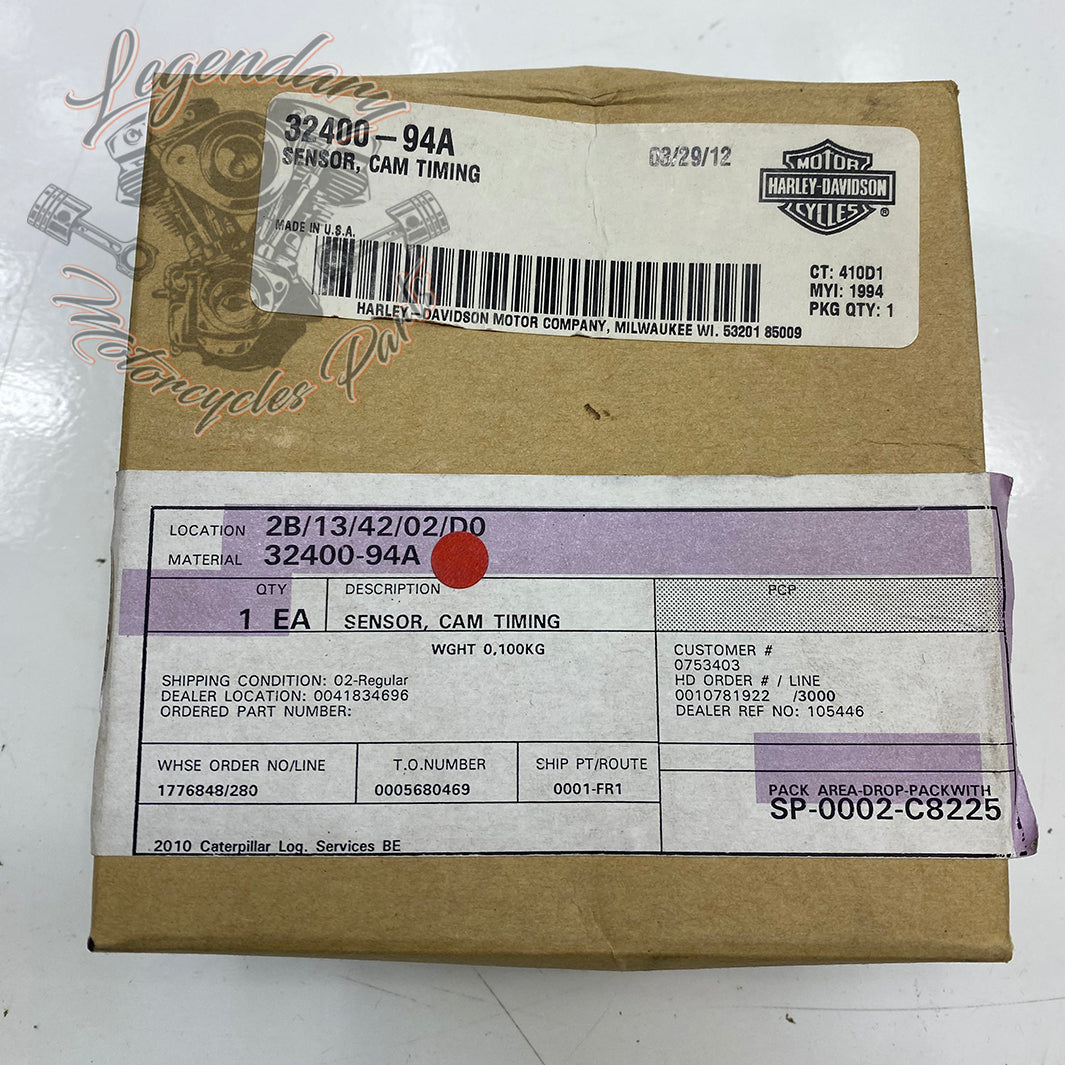 Legendary
Motorcycles Parts
32400-94A
SENSOR, CAM TIMING
03/29/12
MOTOR
HARLEY-DAVIDSON
CYCLES
®
MADE IN U.S.A.
CT: 410D1
MYI: 1994
PKG QTY: 1
HARLEY-DAVIDSON MOTOR COMPANY, MILWAUKEE WI. 53201 85009
LOCATION 2B/13/42/02/D0
MATERIAL 32400-94A
QTY
1 EA
DESCRIPTION
SENSOR, CAM TIMING
PCP
WGHT 0,100KG
SHIPPING CONDITION: 02-Regular
DEALER LOCATION: 0041834696
ORDERED PART NUMBER:
CUSTOMER #
0753403
HD ORDER # / LINE
0010781922 /3000
DEALER REF NO: 105446
WHSE ORDER NO/LINE
1776848/280
T.O.NUMBER
0005680469
SHIP PT/ROUTE
0001-FR1
PACK AREA-DROP-PACKWITH
SP-0002-C8225
2010 Caterpillar Log. Services BE